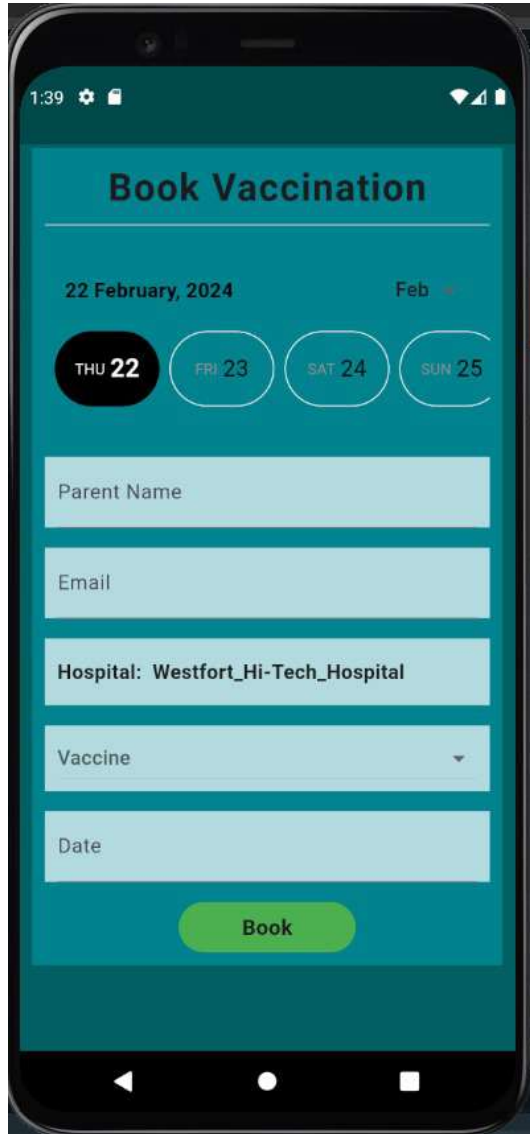 1:39
Book Vaccination
22 February, 2024 Feb
THU 22 FRI 23 SAT 24 SUN 25
Parent Name
Email
Hospital: Westfort_Hi-Tech_Hospital
Vaccine
Date
Book